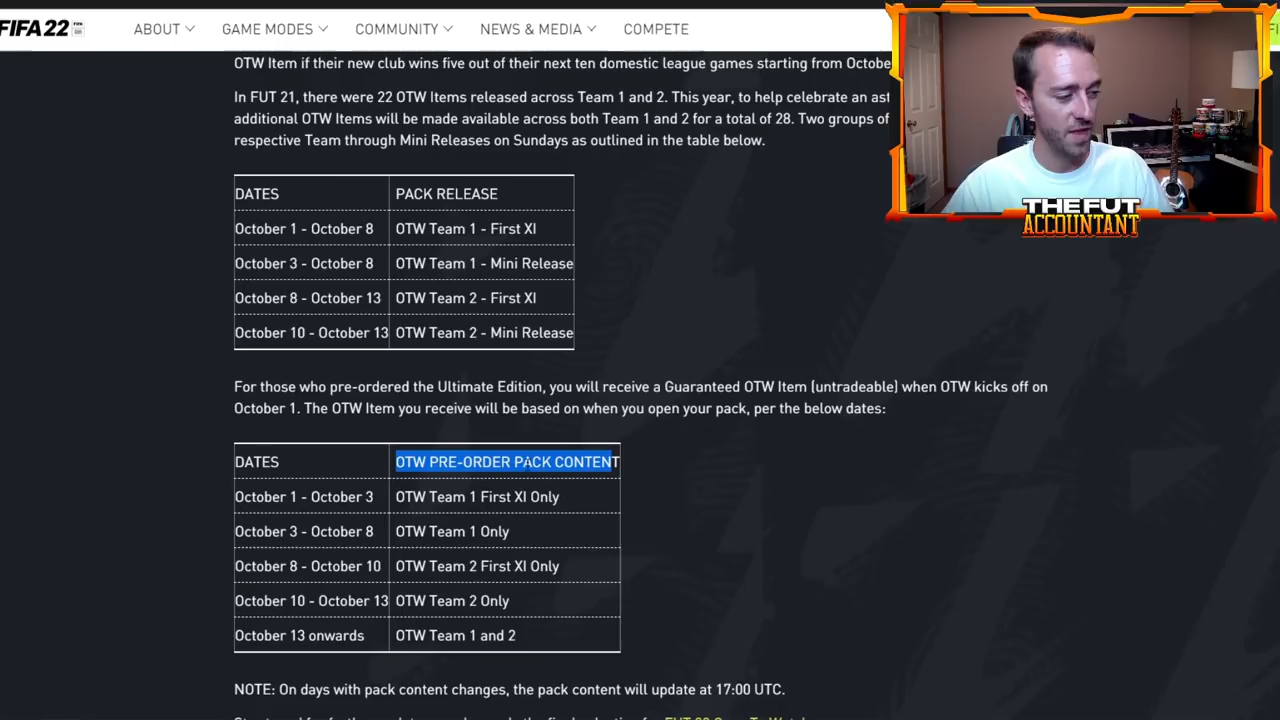 FIFA 22
ABOUT
GAME MODES
COMMUNITY
NEWS & MEDIA
COMPETE
OTW Item if their new club wins five out of their next ten domestic league games starting from Octobe
In FUT 21, there were 22 OTW Items released across Team 1 and 2. This year, to help celebrate an ast
additional OTW Items will be made available across both Team 1 and 2 for a total of 28. Two groups of
respective Team through Mini Releases on Sundays as outlined in the table below.
THE FUT
ACCOUNTANT
DATES PACK RELEASE
October 1 - October 8 OTW Team 1 - First XI
October 3 - October 8 OTW Team 1 - Mini Release
October 8 - October 13 OTW Team 2 - First XI
October 10 - October 13 OTW Team 2 - Mini Release
For those who pre-ordered the Ultimate Edition, you will receive a Guaranteed OTW Item (untradeable) when OTW kicks off on
October 1. The OTW Item you receive will be based on when you open your pack, per the below dates:
DATES OTW PRE-ORDER PACK CONTENT
October 1 - October 3 OTW Team 1 First XI Only
October 3 - October 8 OTW Team 1 Only
October 8 - October 10 OTW Team 2 First XI Only
October 10 - October 13 OTW Team 2 Only
October 13 onwards OTW Team 1 and 2
NOTE: On days with pack content changes, the pack content will update at 17:00 UTC.